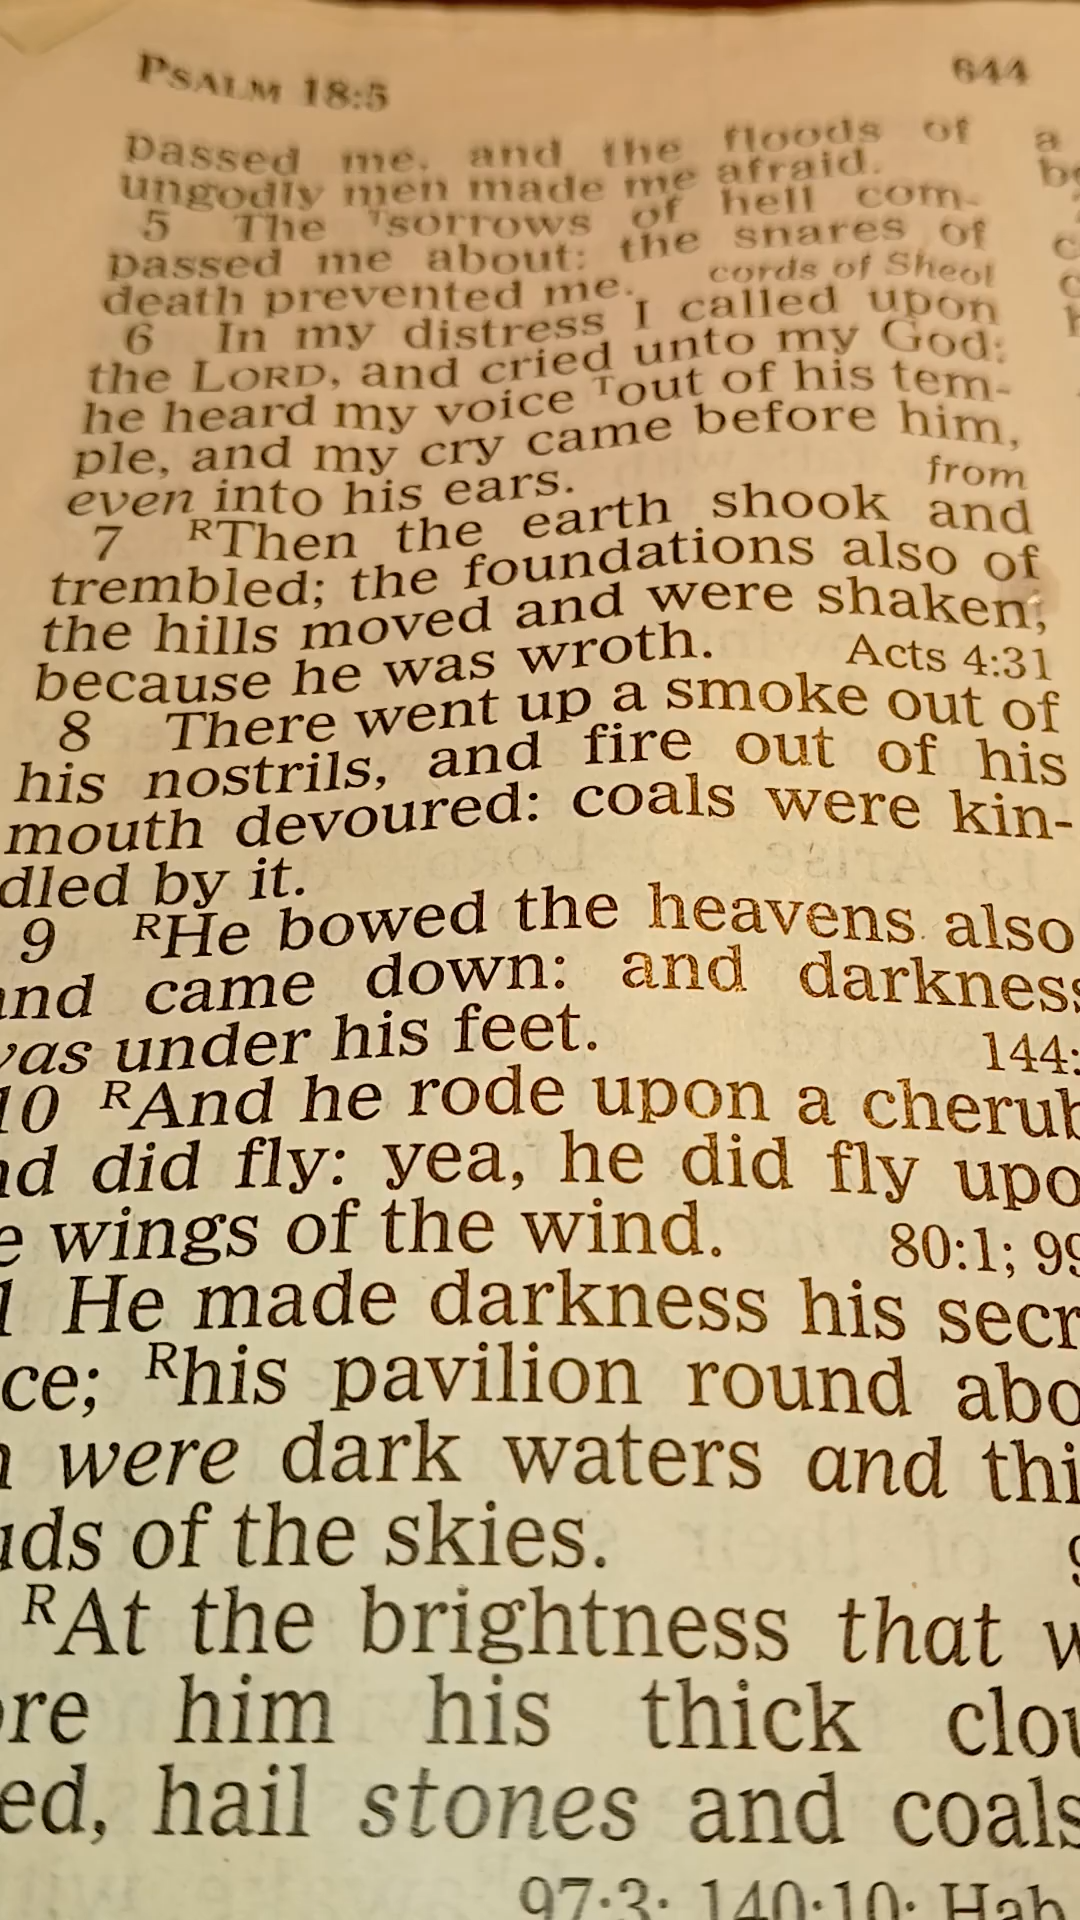 PSALM 18:5 644
passed me, and the floods of
ungodly men made me afraid.
5 The ᵀsorrows of hell com-
passed me about: the snares of
death prevented me. cords of Sheol
6 In my distress I called upon
the LORD, and cried unto my God:
he heard my voice ᵀout of his tem-
ple, and my cry came before him,
even into his ears. from
7 ᴿThen the earth shook and
trembled; the foundations also of
the hills moved and were shaken,
because he was wroth. Acts 4:31
8 There went up a smoke out of
his nostrils, and fire out of his
mouth devoured: coals were kin-
dled by it.
9 ᴿHe bowed the heavens also
and came down: and darkness
was under his feet. 144:
10 ᴿAnd he rode upon a cherub
nd did fly: yea, he did fly upo
e wings of the wind. 80:1; 99
1 He made darkness his secr
ce; ᴿhis pavilion round abo
were dark waters and thi
uds of the skies. 9
ᴿAt the brightness that w
ore him his thick clou
ed, hail stones and coals
97:3; 140:10; Hab